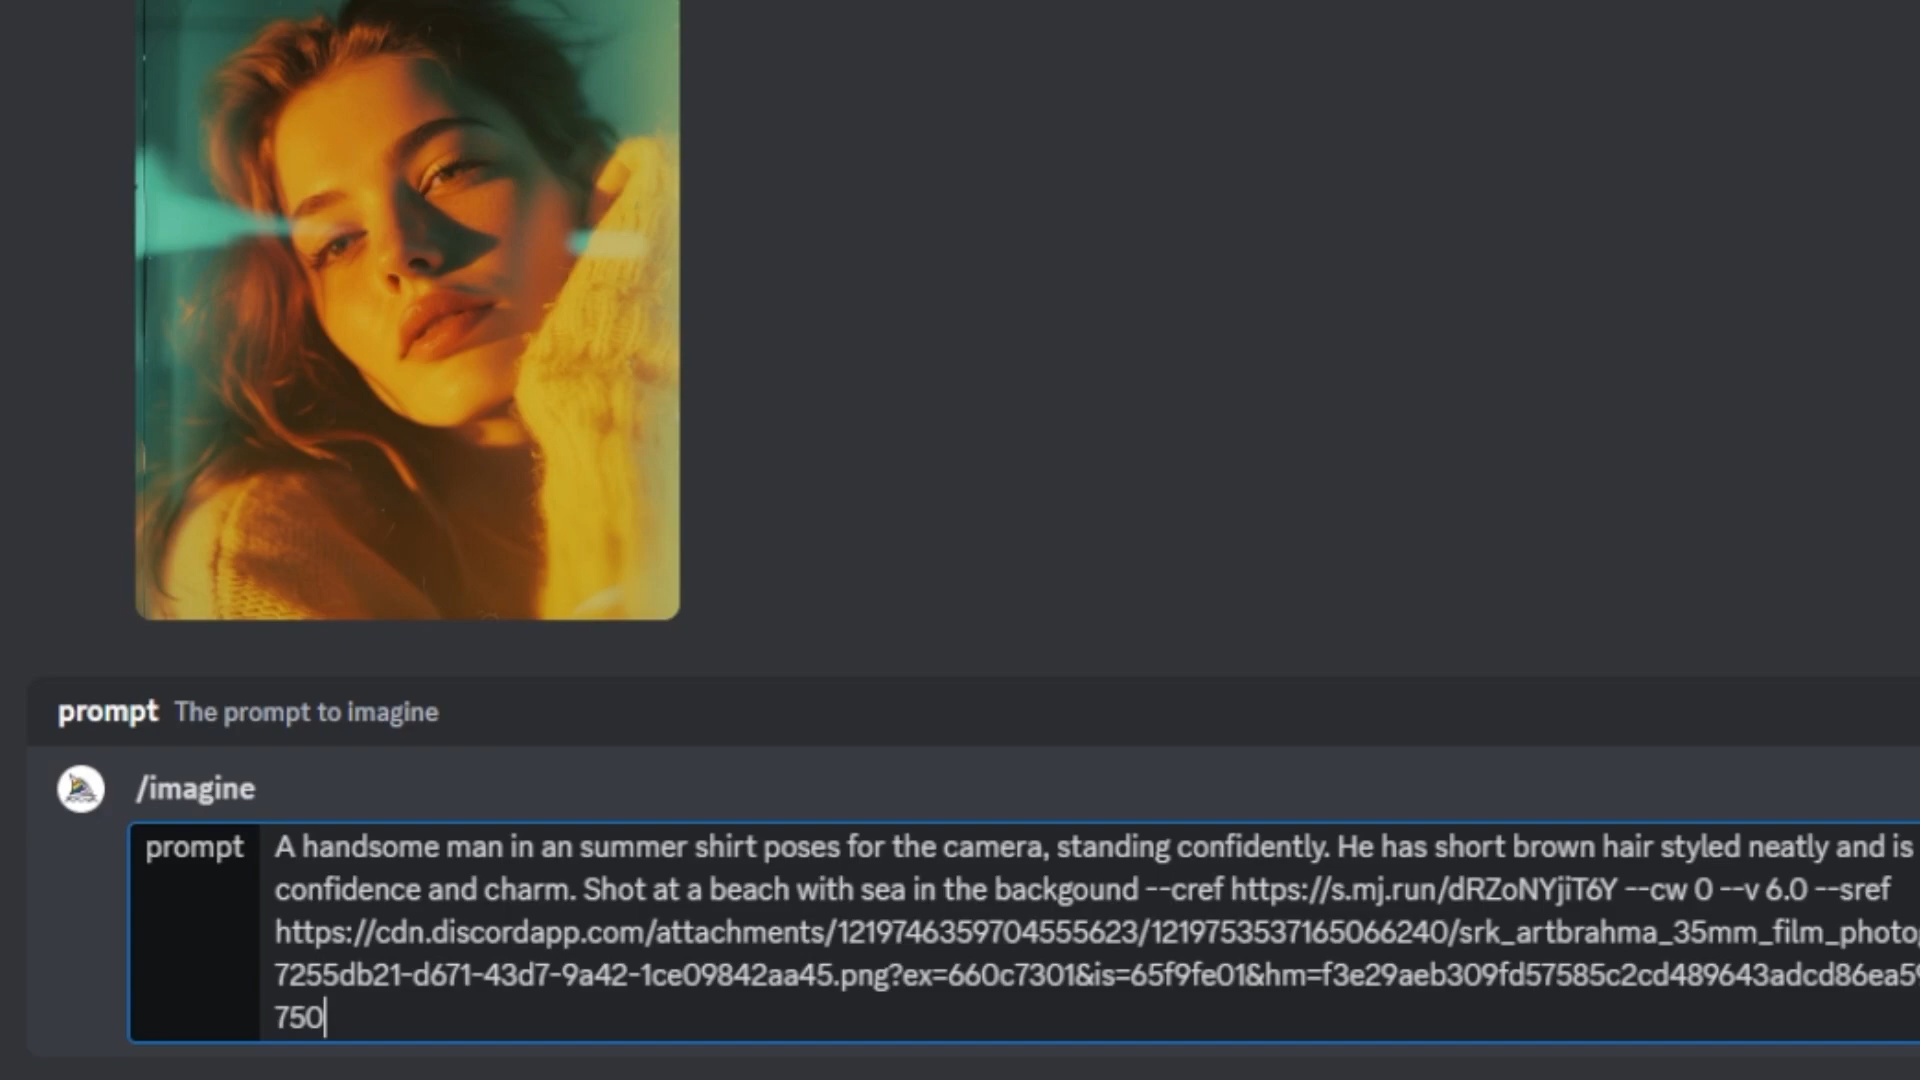 prompt The prompt to imagine
/imagine
prompt A handsome man in an summer shirt poses for the camera, standing confidently. He has short brown hair styled neatly and is
confidence and charm. Shot at a beach with sea in the backgound --cref https://s.mj.run/dRZoNYjiT6Y --cw 0 --v 6.0 --sref
https://cdn.discordapp.com/attachments/1219746359704555623/1219753537165066240/srk_artbrahma_35mm_film_photo
7255db21-d671-43d7-9a42-1ce09842aa45.png?ex=660c7301&is=65f9fe01&hm=f3e29aeb309fd57585c2cd489643adcd86ea59
750